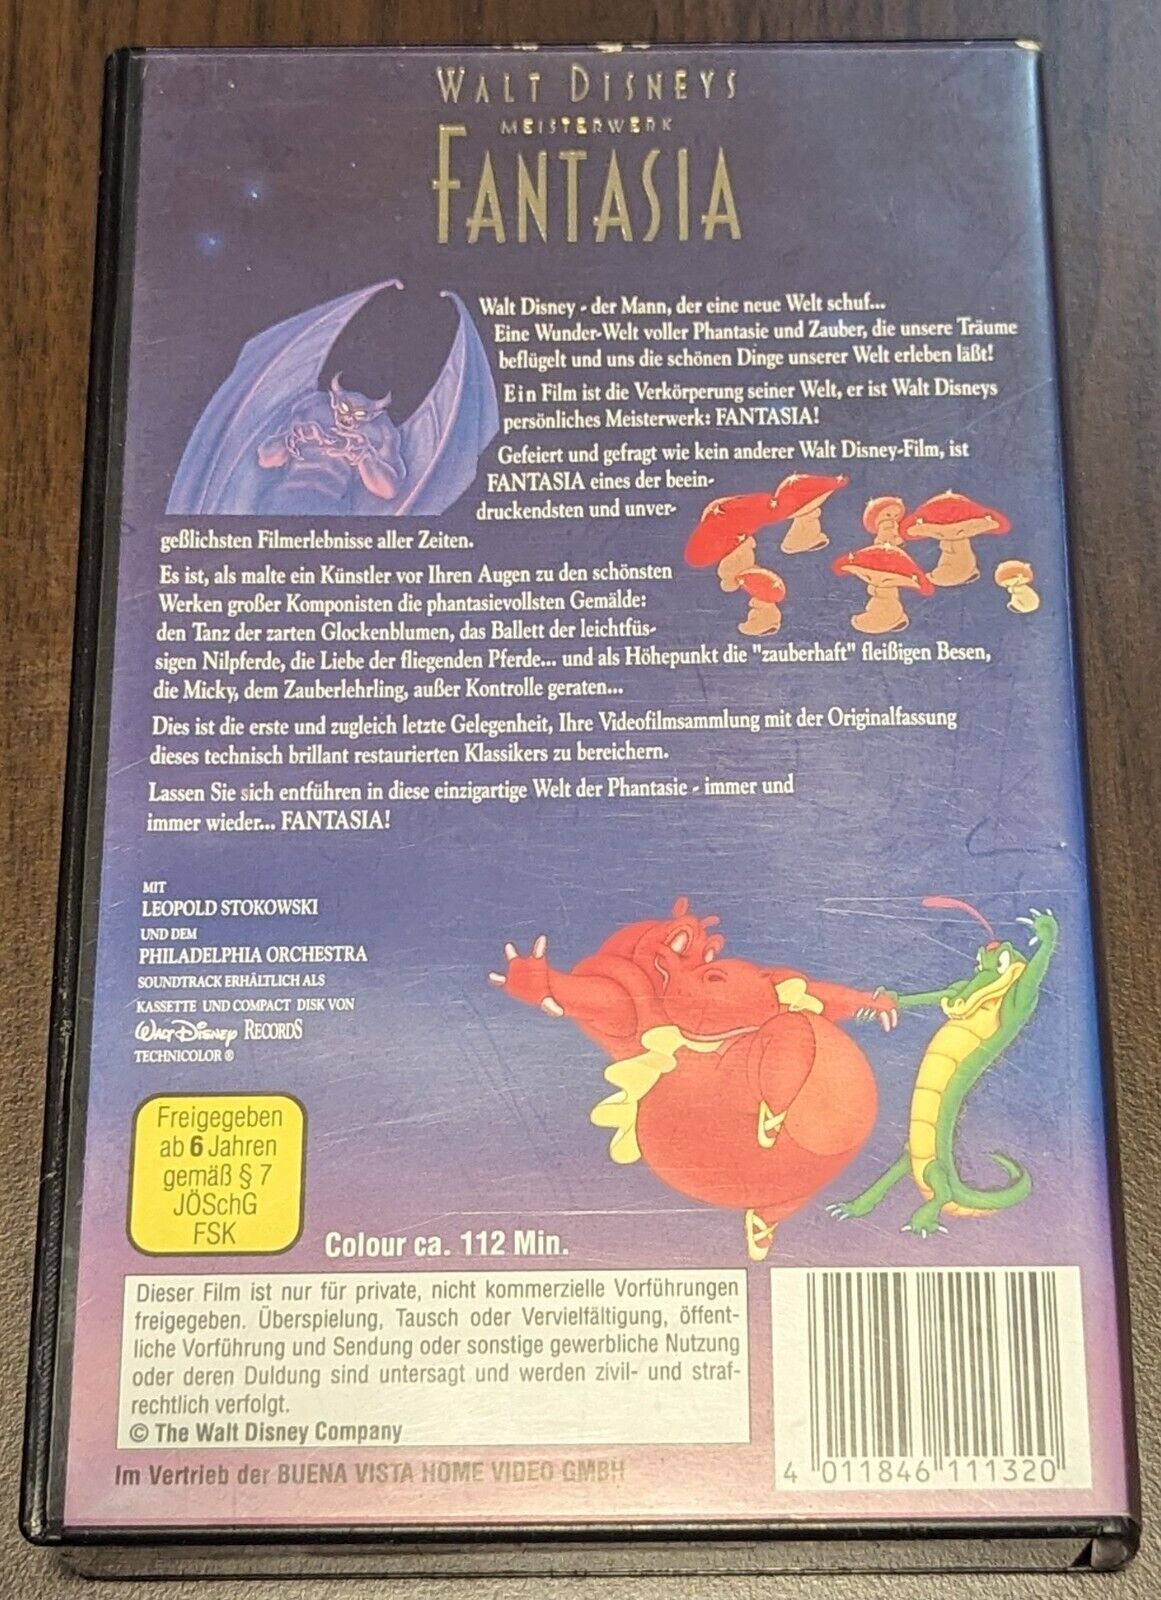 WALT DISNEYS
MEISTERWERK
FANTASIA
Walt Disney - der Mann, der eine neue Welt schuf...
Eine Wunder-Welt voller Phantasie und Zauber, die unsere Träume
beflügelt und uns die schönen Dinge unserer Welt erleben läßt!
Ein Film ist die Verkörperung seiner Welt, er ist Walt Disneys
persönliches Meisterwerk: FANTASIA!
Gefeiert und gefragt wie kein anderer Walt Disney-Film, ist
FANTASIA eines der beein-
druckendsten und unver-
geßlichsten Filmerlebnisse aller Zeiten.
Es ist, als malte ein Künstler vor Ihren Augen zu den schönsten
Werken großer Komponisten die phantasievollsten Gemälde:
den Tanz der zarten Glockenblumen, das Ballett der leichtfüs-
sigen Nilpferde, die Liebe der fliegenden Pferde... und als Höhepunkt die "zauberhaft" fleißigen Besen,
die Micky, dem Zauberlehrling, außer Kontrolle geraten...
Dies ist die erste und zugleich letzte Gelegenheit, Ihre Videofilmsammlung mit der Originalfassung
dieses technisch brillant restaurierten Klassikers zu bereichern.
Lassen Sie sich entführen in diese einzigartige Welt der Phantasie - immer und
immer wieder... FANTASIA!
MIT
LEOPOLD STOKOWSKI
UND DEM
PHILADELPHIA ORCHESTRA
SOUNDTRACK ERHÄLTLICH ALS
KASSETTE UND COMPACT DISK VON
Walt Disney RECORDS
TECHNICOLOR ®
Freigegeben
ab 6 Jahren
gemäß § 7
JÖSchG
FSK
Colour ca. 112 Min.
Dieser Film ist nur für private, nicht kommerzielle Vorführungen
freigegeben. Überspielung, Tausch oder Vervielfältigung, öffent-
liche Vorführung und Sendung oder sonstige gewerbliche Nutzung
oder deren Duldung sind untersagt und werden zivil- und straf-
rechtlich verfolgt.
© The Walt Disney Company
Im Vertrieb der BUENA VISTA HOME VIDEO GMBH
4 011846 111320